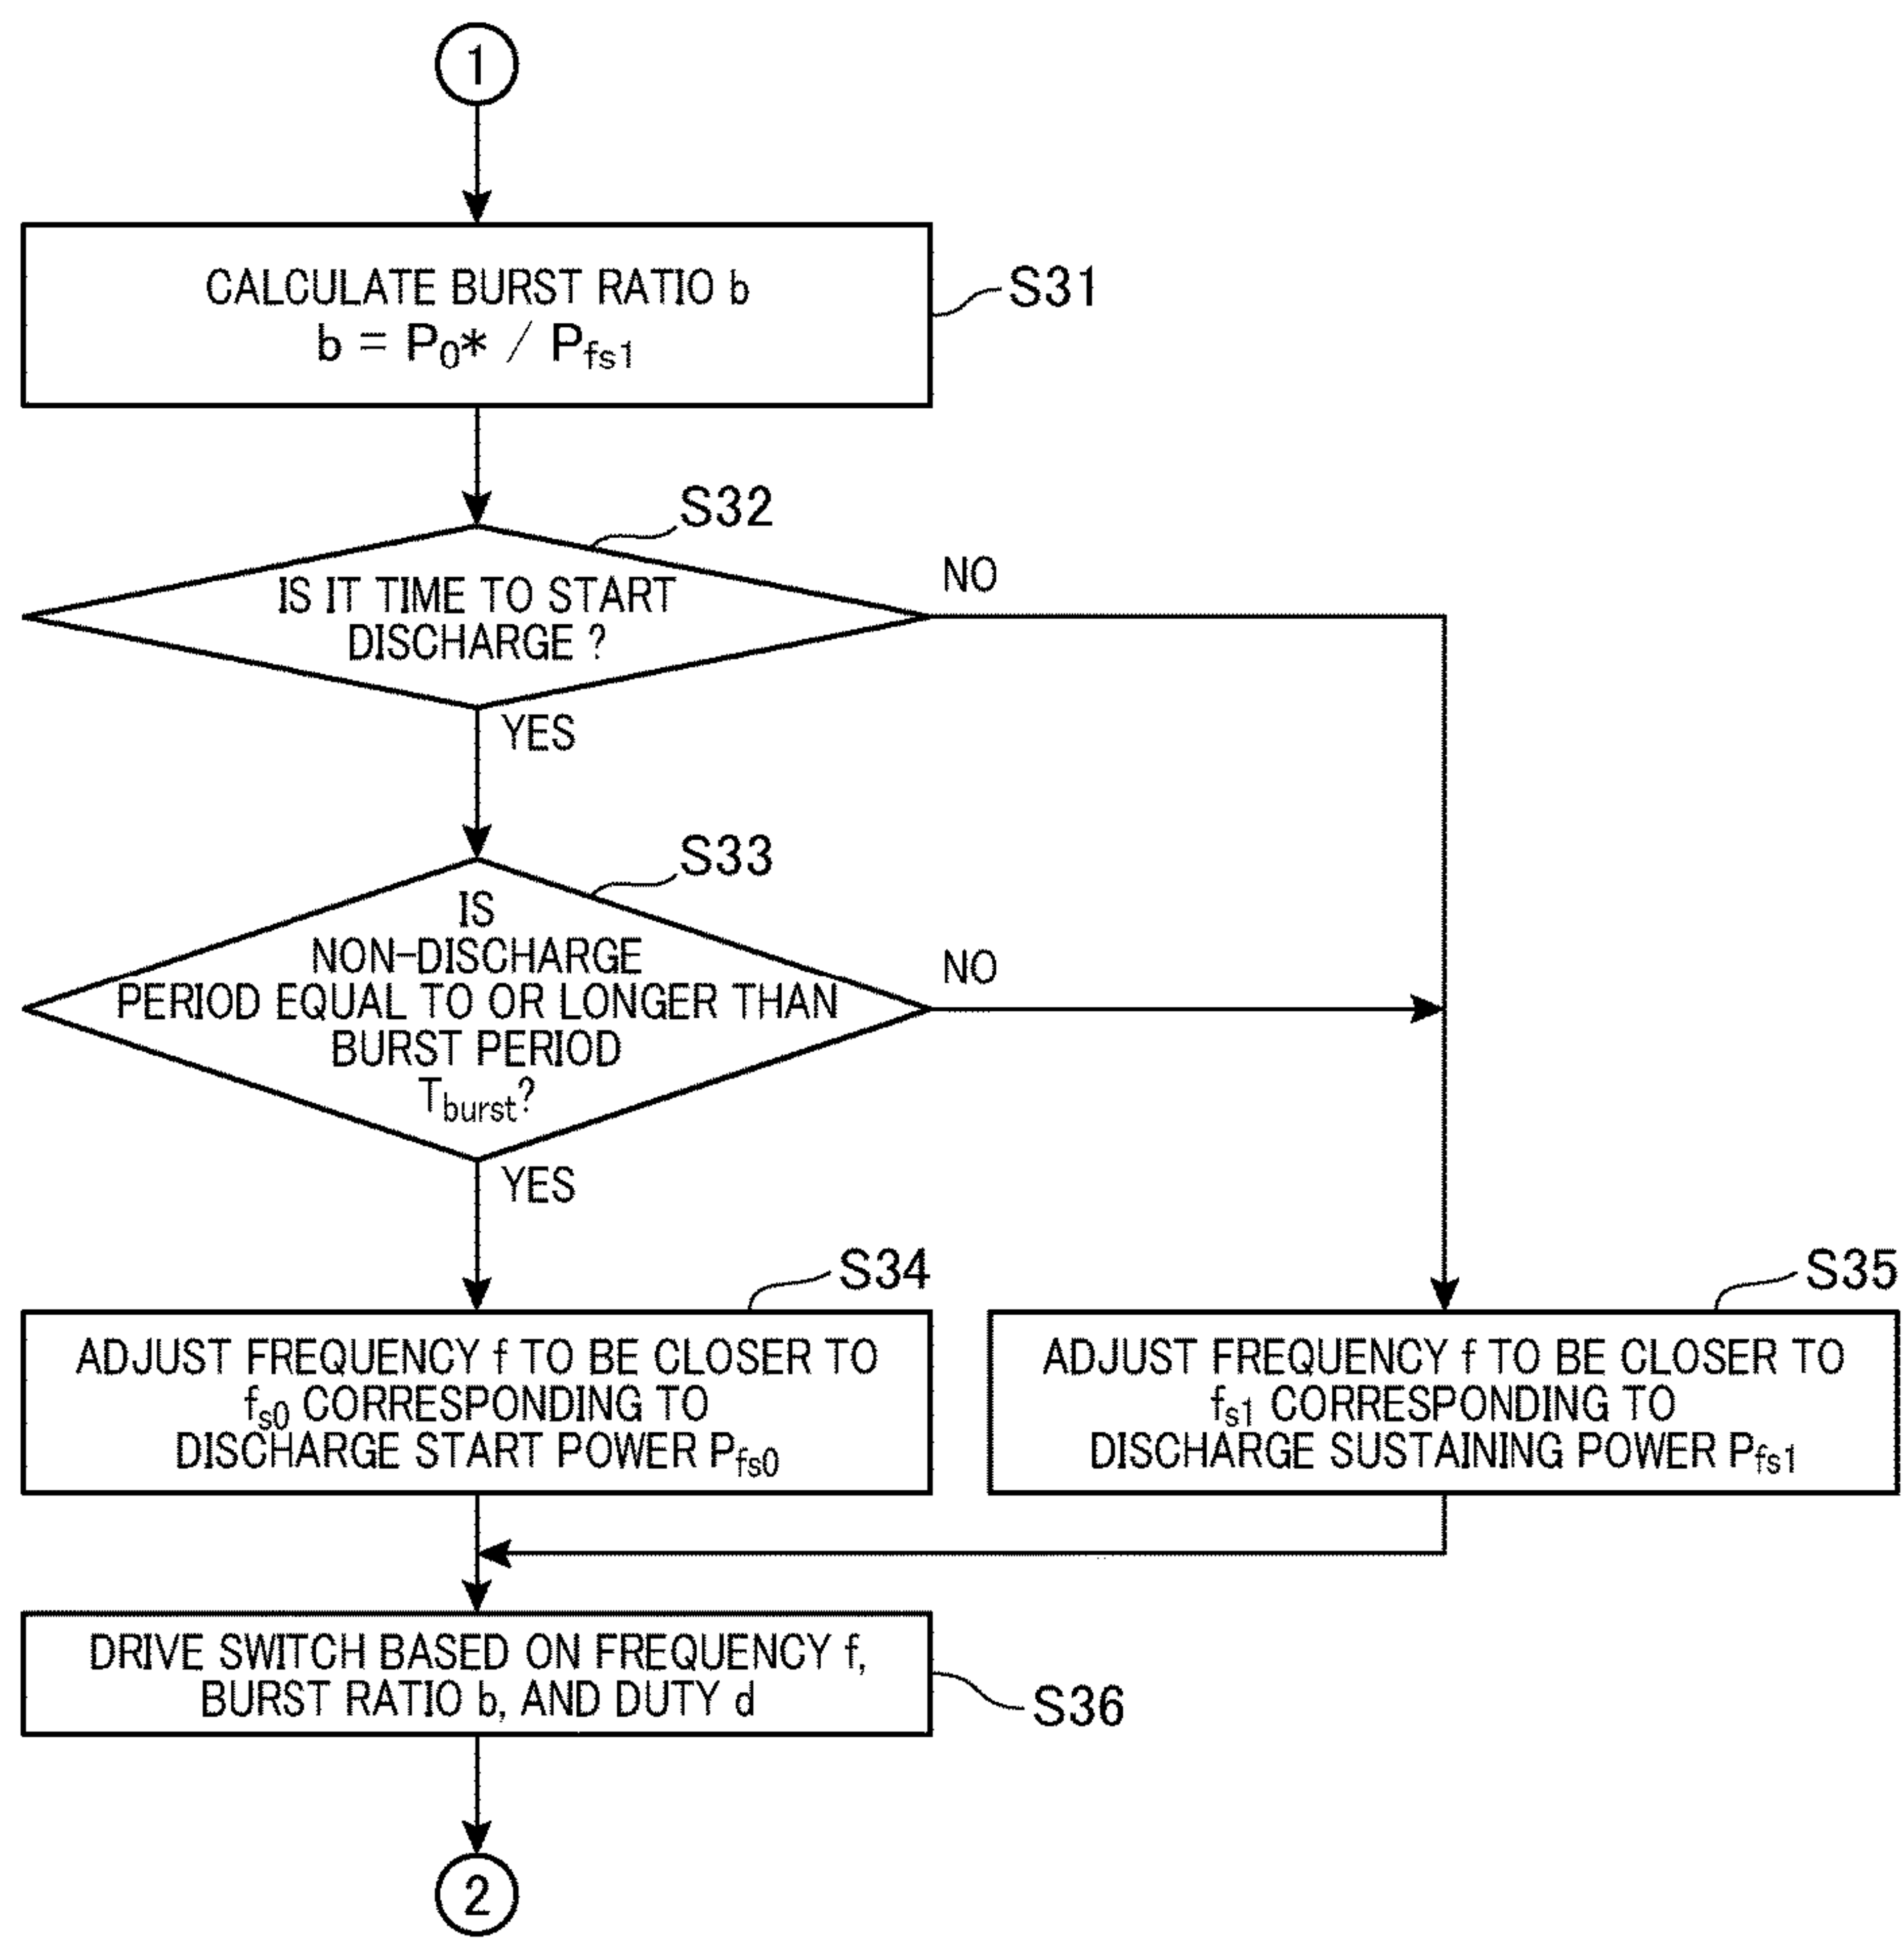 1
CALCULATE BURST RATIO b
b = P0* / Pfs1
S31
S32
IS IT TIME TO START
DISCHARGE ?
NO
YES
S33
IS
NON-DISCHARGE
PERIOD EQUAL TO OR LONGER THAN
BURST PERIOD
Tburst?
NO
YES
S34
ADJUST FREQUENCY f TO BE CLOSER TO
fs0 CORRESPONDING TO
DISCHARGE START POWER Pfs0
S35
ADJUST FREQUENCY f TO BE CLOSER TO
fs1 CORRESPONDING TO
DISCHARGE SUSTAINING POWER Pfs1
DRIVE SWITCH BASED ON FREQUENCY f,
BURST RATIO b, AND DUTY d
S36
2